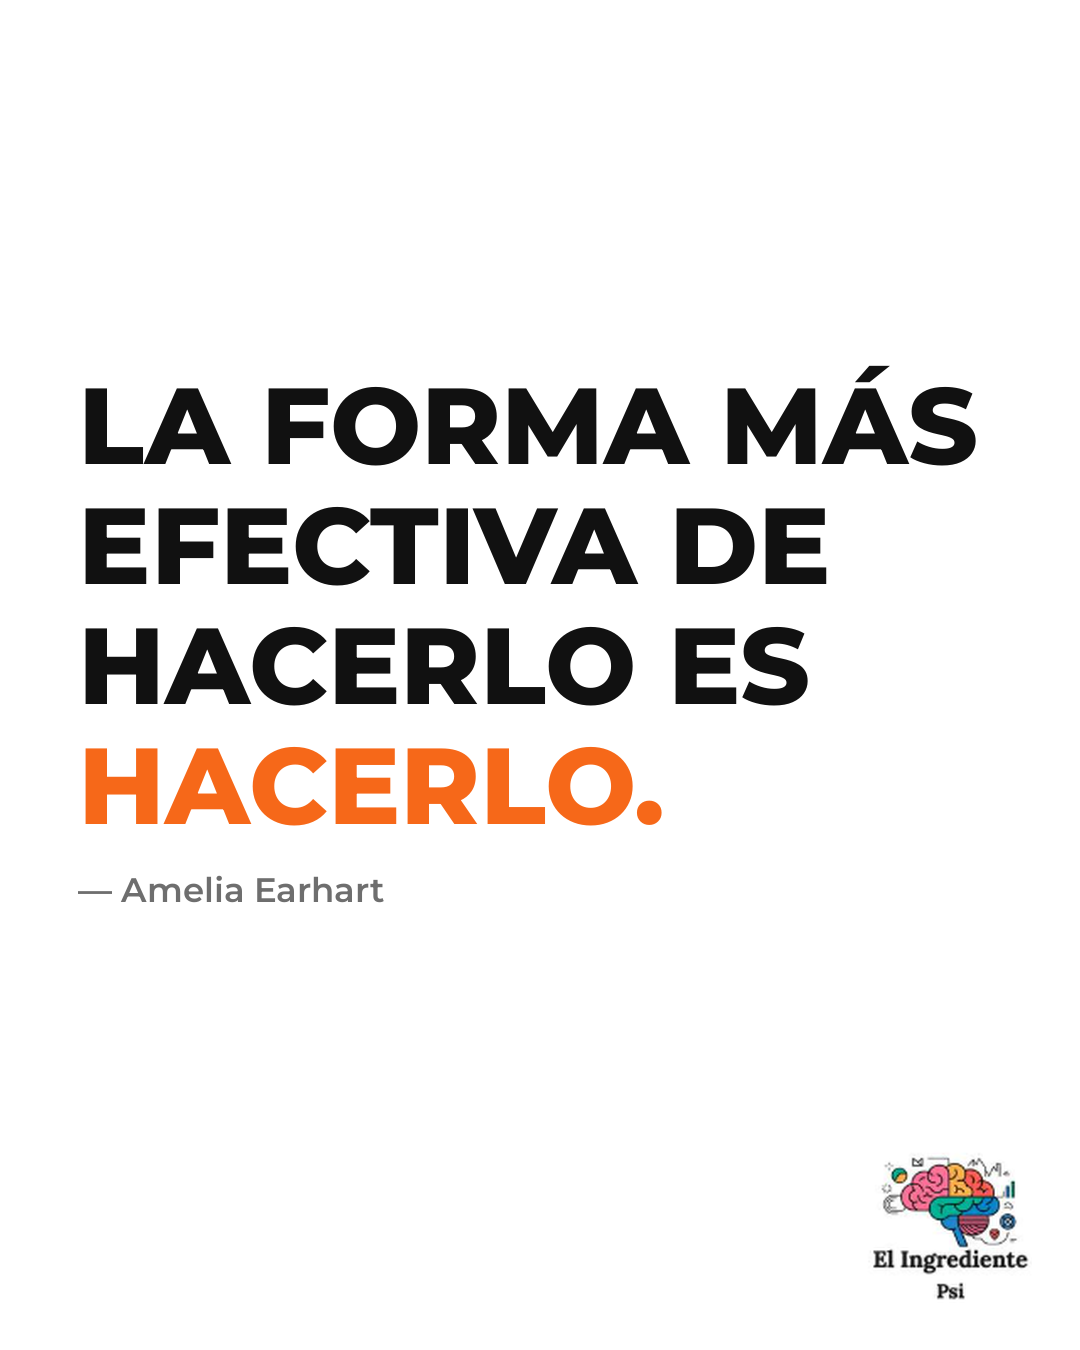 LA FORMA MÁS
EFECTIVA DE
HACERLO ES
HACERLO.
— Amelia Earhart
El Ingrediente
Psi